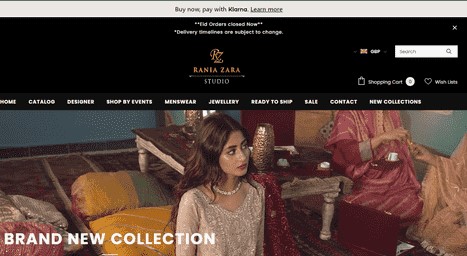 Buy now, pay with Klarna. Learn more
**Eid Orders closed Now**
*Delivery timelines are subject to change.
RZ
RANIA ZARA
STUDIO
GBP
Search
Shopping Cart 0
Wish Lists
HOME CATALOG DESIGNER SHOP BY EVENTS MENSWEAR JEWELLERY READY TO SHIP SALE CONTACT NEW COLLECTIONS
BRAND NEW COLLECTION